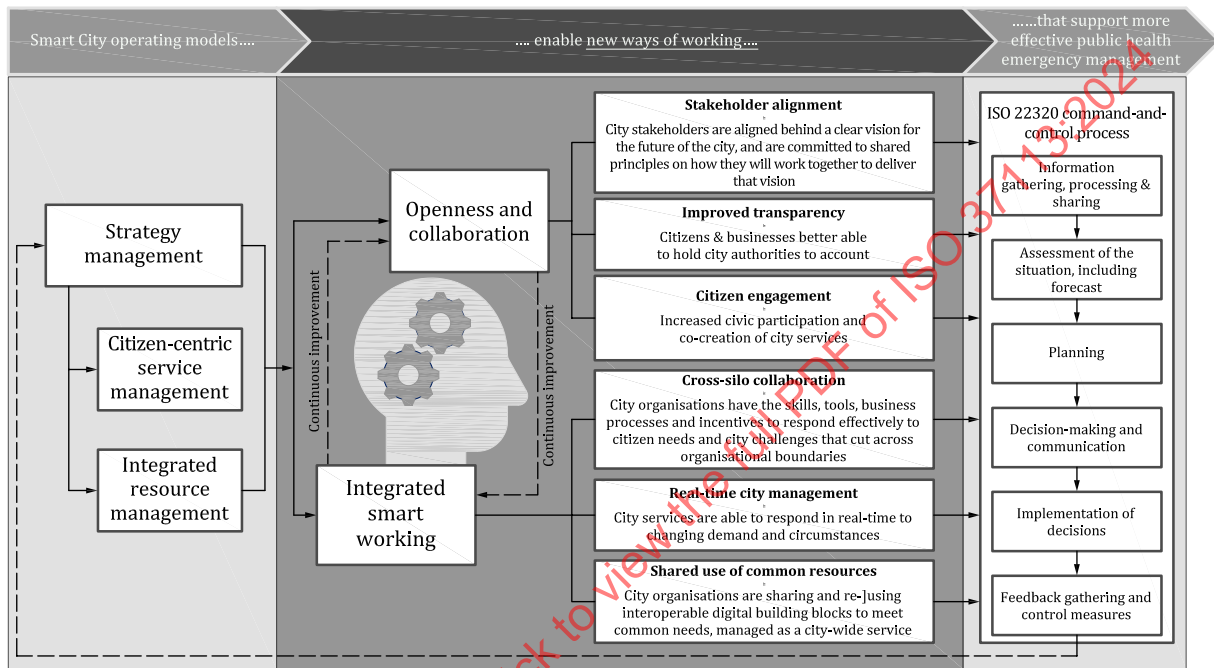 Smart City operating models....
.... enable new ways of working....
......that support more
effective public health
emergency management
Strategy
management
Citizen-centric
service
management
Integrated
resource
management
Openness and
collaboration
Continuous improvement
Continuous improvement
Integrated
smart
working
Stakeholder alignment
City stakeholders are aligned behind a clear vision for
the future of the city, and are committed to shared
principles on how they will work together to deliver
that vision
Improved transparency
Citizens & businesses better able
to hold city authorities to account
Citizen engagement
Increased civic participation and
co-creation of city services
Cross-silo collaboration
City organisations have the skills, tools, business
processes and incentives to respond effectively to
citizen needs and city challenges that cut across
organisational boundaries
Real-time city management
City services are able to respond in real-time to
changing demand and circumstances
Shared use of common resources
City organisations are sharing and re-]using
interoperable digital building blocks to meet
common needs, managed as a city-wide service
ISO 22320 command-and-
control process
Information
gathering, processing &
sharing
Assessment of the
situation, including
forecast
Planning
Decision-making and
communication
Implementation of
decisions
Feedback gathering and
control measures
ck to view the full PDF of ISO 37113:2024